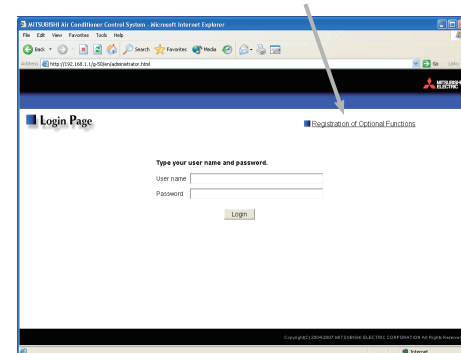 MITSUBISHI Air Conditioner Control System - Microsoft Internet Explorer
File Edit View Favorites Tools Help
Back Search Favorites Media
Address http://192.168.1.1/g-50/en/administrator.html Go Links
MITSUBISHI
ELECTRIC
Login Page
Registration of Optional Functions
Type your user name and password.
User name
Password
Login
Copyright(C) 2004-2007 MITSUBISHI ELECTRIC CORPORATION All Rights Reserved
Internet